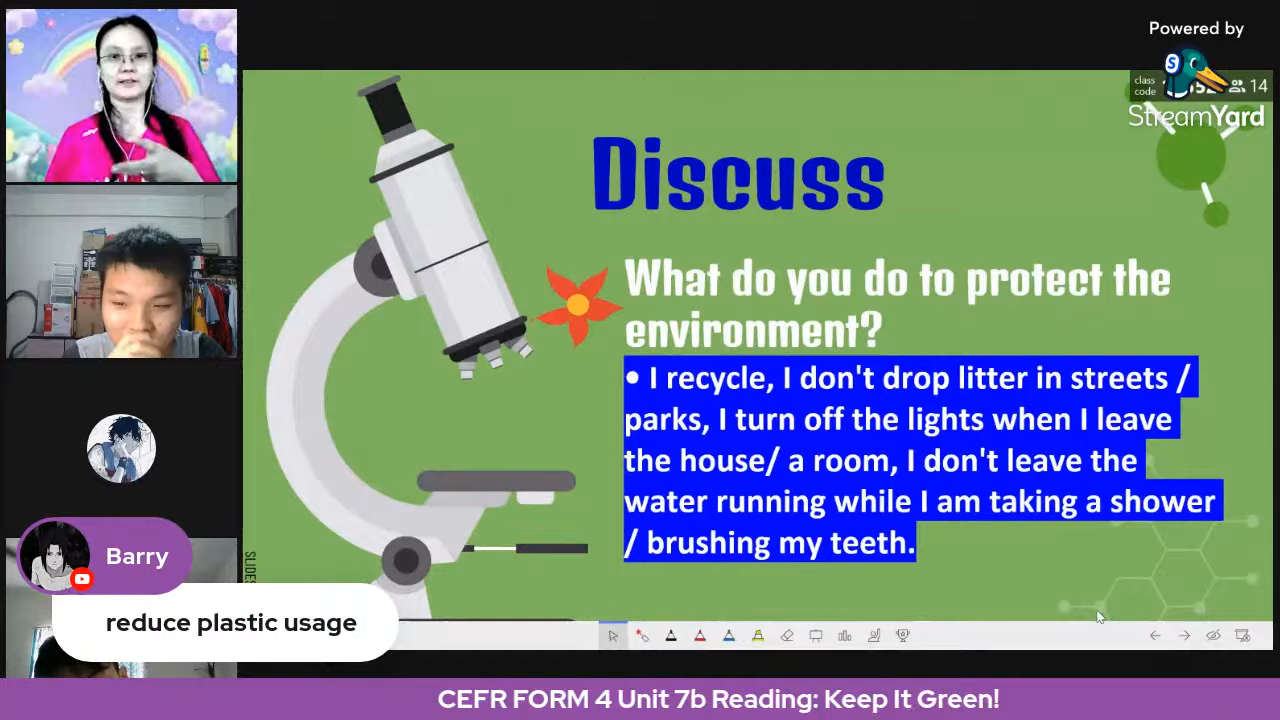 Powered by
class
code
14
StreamYard
Discuss
What do you do to protect the
environment?
• I recycle, I don't drop litter in streets /
parks, I turn off the lights when I leave
the house/ a room, I don't leave the
water running while I am taking a shower
/ brushing my teeth.
SLIDES
Barry
reduce plastic usage
CEFR FORM 4 Unit 7b Reading: Keep It Green!